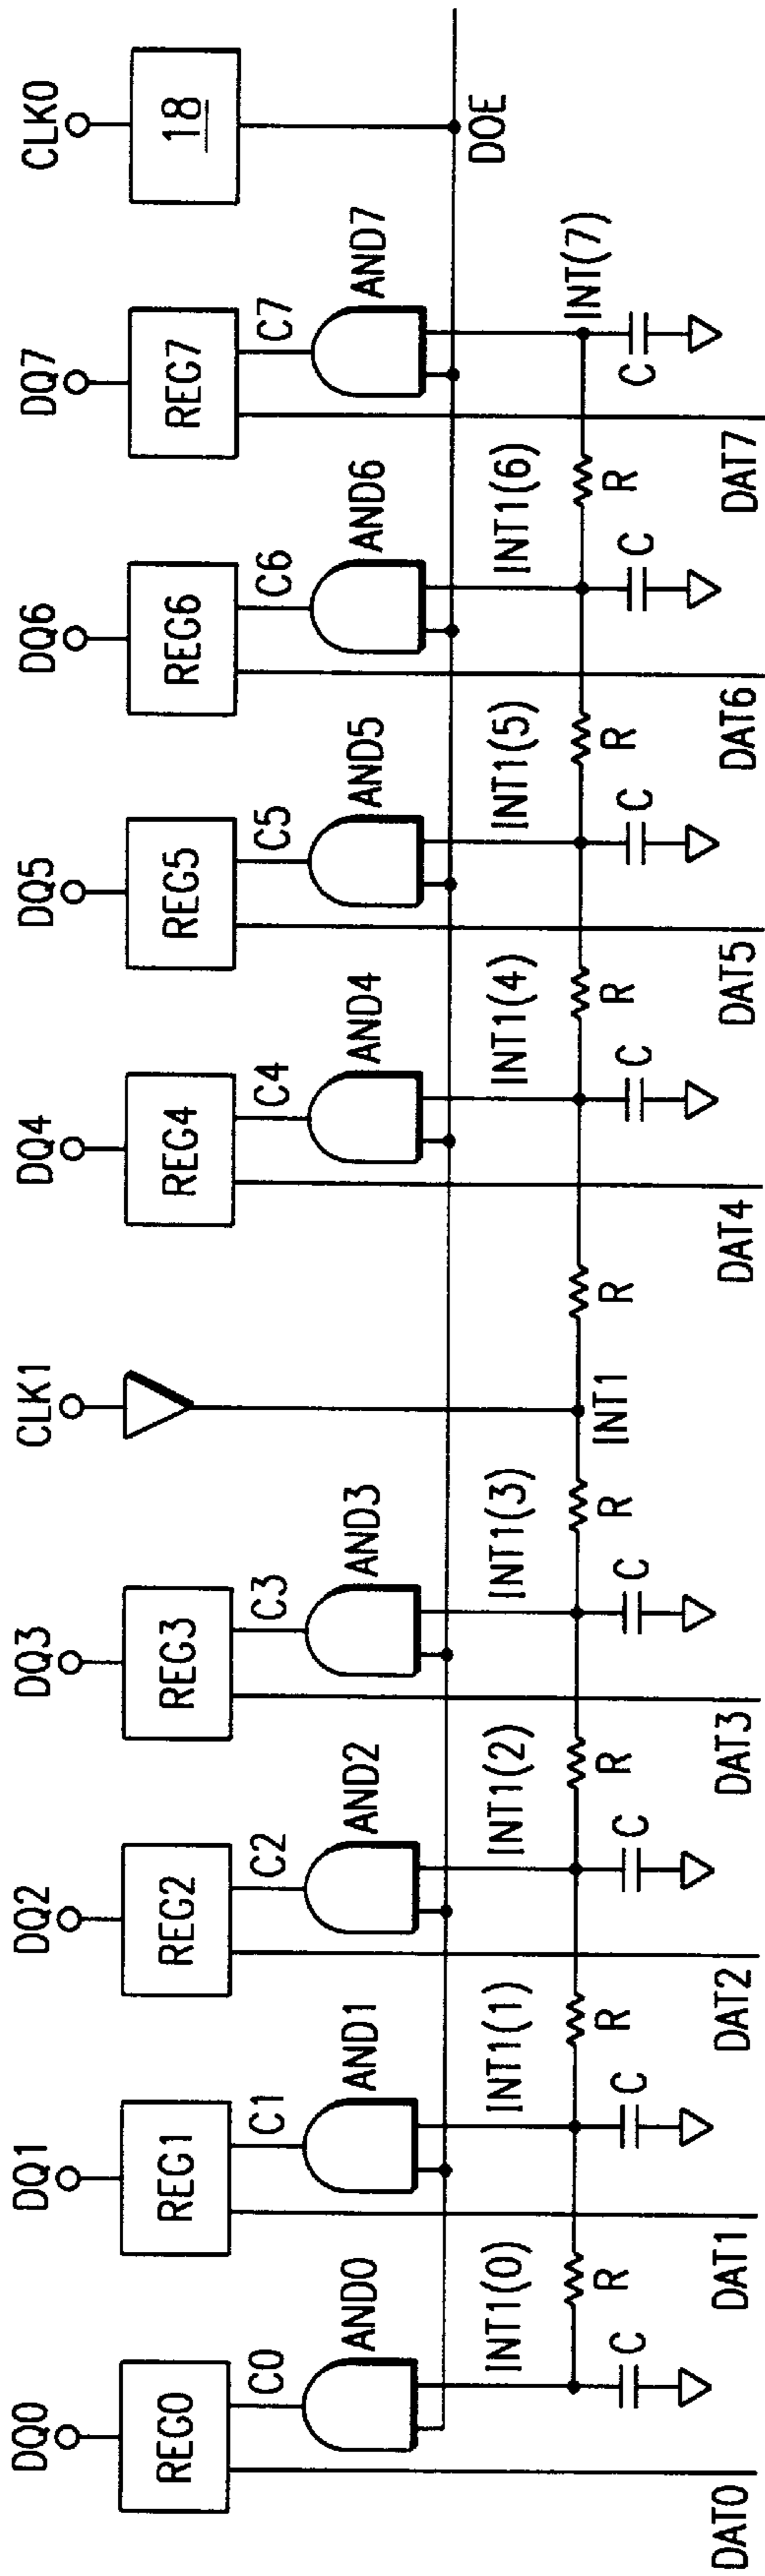 DQ0 DQ1 DQ2 DQ3 CLK1 DQ4 DQ5 DQ6 DQ7 CLK0
REG0 REG1 REG2 REG3 REG4 REG5 REG6 REG7 18
C0 C1 C2 C3 C4 C5 C6 C7
AND0 AND1 AND2 AND3 AND4 AND5 AND6 AND7
DOE
INT1(0) INT1(1) INT1(2) INT1(3) INT1(4) INT1(5) INT1(6) INT(7)
INT1
R R R R R R R R
C C C C C C C C
DAT0 DAT1 DAT2 DAT3 DAT4 DAT5 DAT6 DAT7